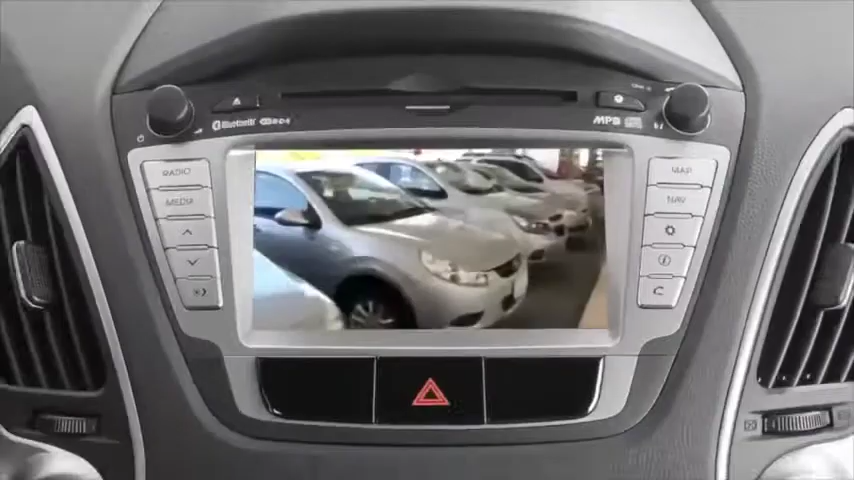 Bluetooth
MP3
RADIO
MEDIA
MAP
NAV